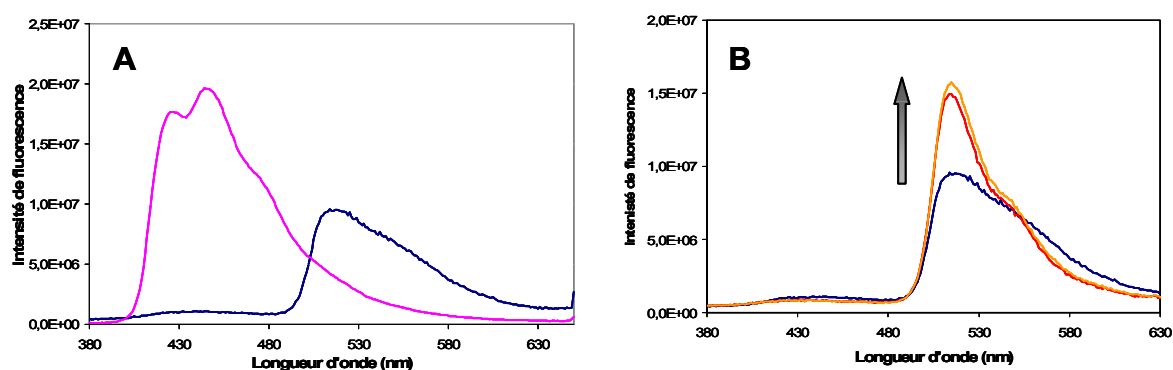 A
Intensité de fluorescence
2,5E+07
2,0E+07
1,5E+07
1,0E+07
5,0E+06
0,0E+00
380 430 480 530 580 630
Longueur d'onde (nm)
B
Intenisté de fluorescence
2,0E+07
1,5E+07
1,0E+07
5,0E+06
0,0E+00
380 430 480 530 580 630
Longueur d'onde (nm)